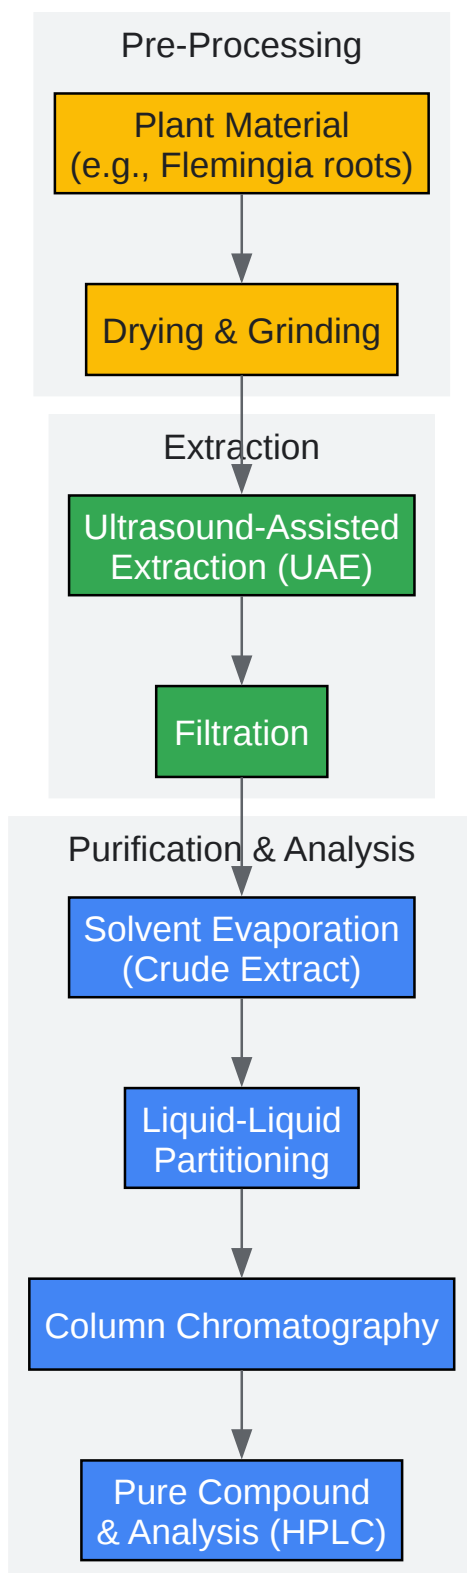 Pre-Processing
Plant Material
(e.g., Flemingia roots)
Drying & Grinding
Extraction
Ultrasound-Assisted
Extraction (UAE)
Filtration
Purification & Analysis
Solvent Evaporation
(Crude Extract)
Liquid-Liquid
Partitioning
Column Chromatography
Pure Compound
& Analysis (HPLC)